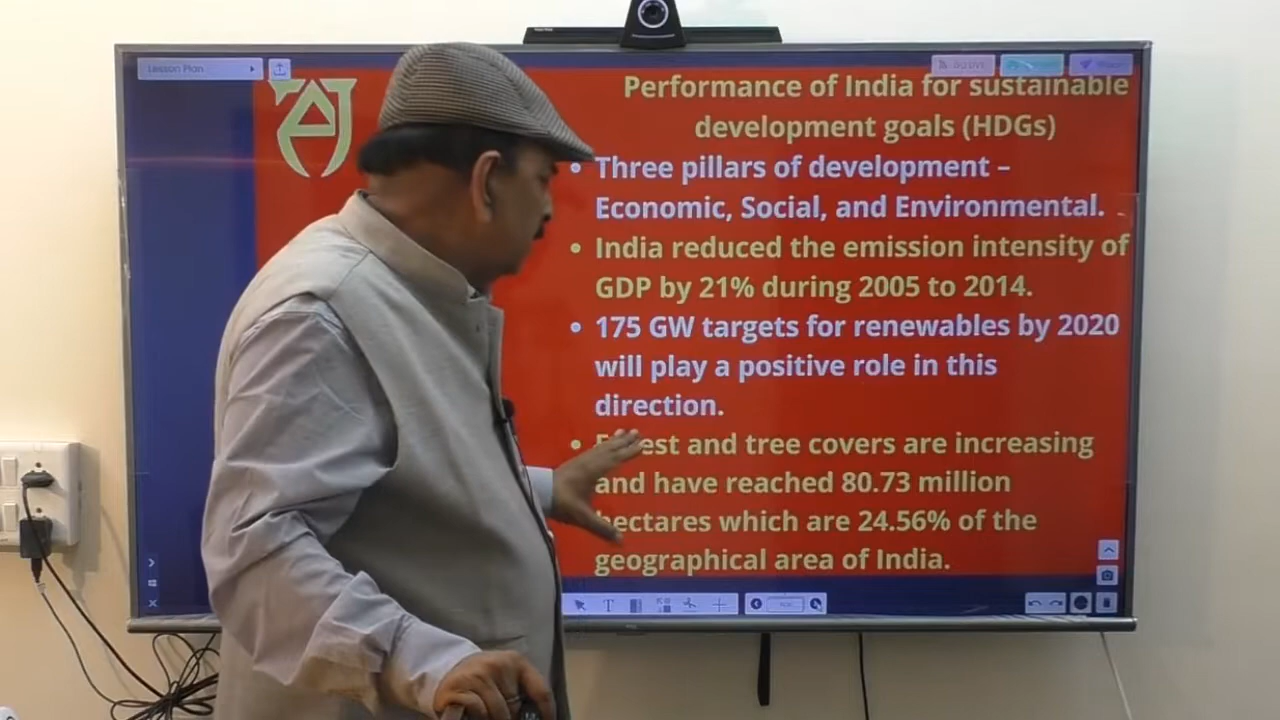 Lesson Plan
Performance of India for sustainable
development goals (HDGs)
• Three pillars of development –
Economic, Social, and Environmental.
• India reduced the emission intensity of
GDP by 21% during 2005 to 2014.
• 175 GW targets for renewables by 2020
will play a positive role in this
direction.
• Forest and tree covers are increasing
and have reached 80.73 million
hectares which are 24.56% of the
geographical area of India.